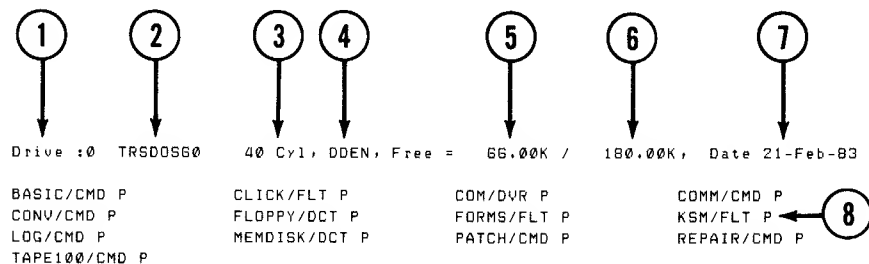 1 2 3 4 5 6 7
Drive :0 TRSDOS60 40 Cyl, DDEN, Free = 66.00K / 180.00K, Date 21-Feb-83
BASIC/CMD P CLICK/FLT P COM/DVR P COMM/CMD P
CONV/CMD P FLOPPY/DCT P FORMS/FLT P KSM/FLT P 8
LOG/CMD P MEMDISK/DCT P PATCH/CMD P REPAIR/CMD P
TAPE100/CMD P